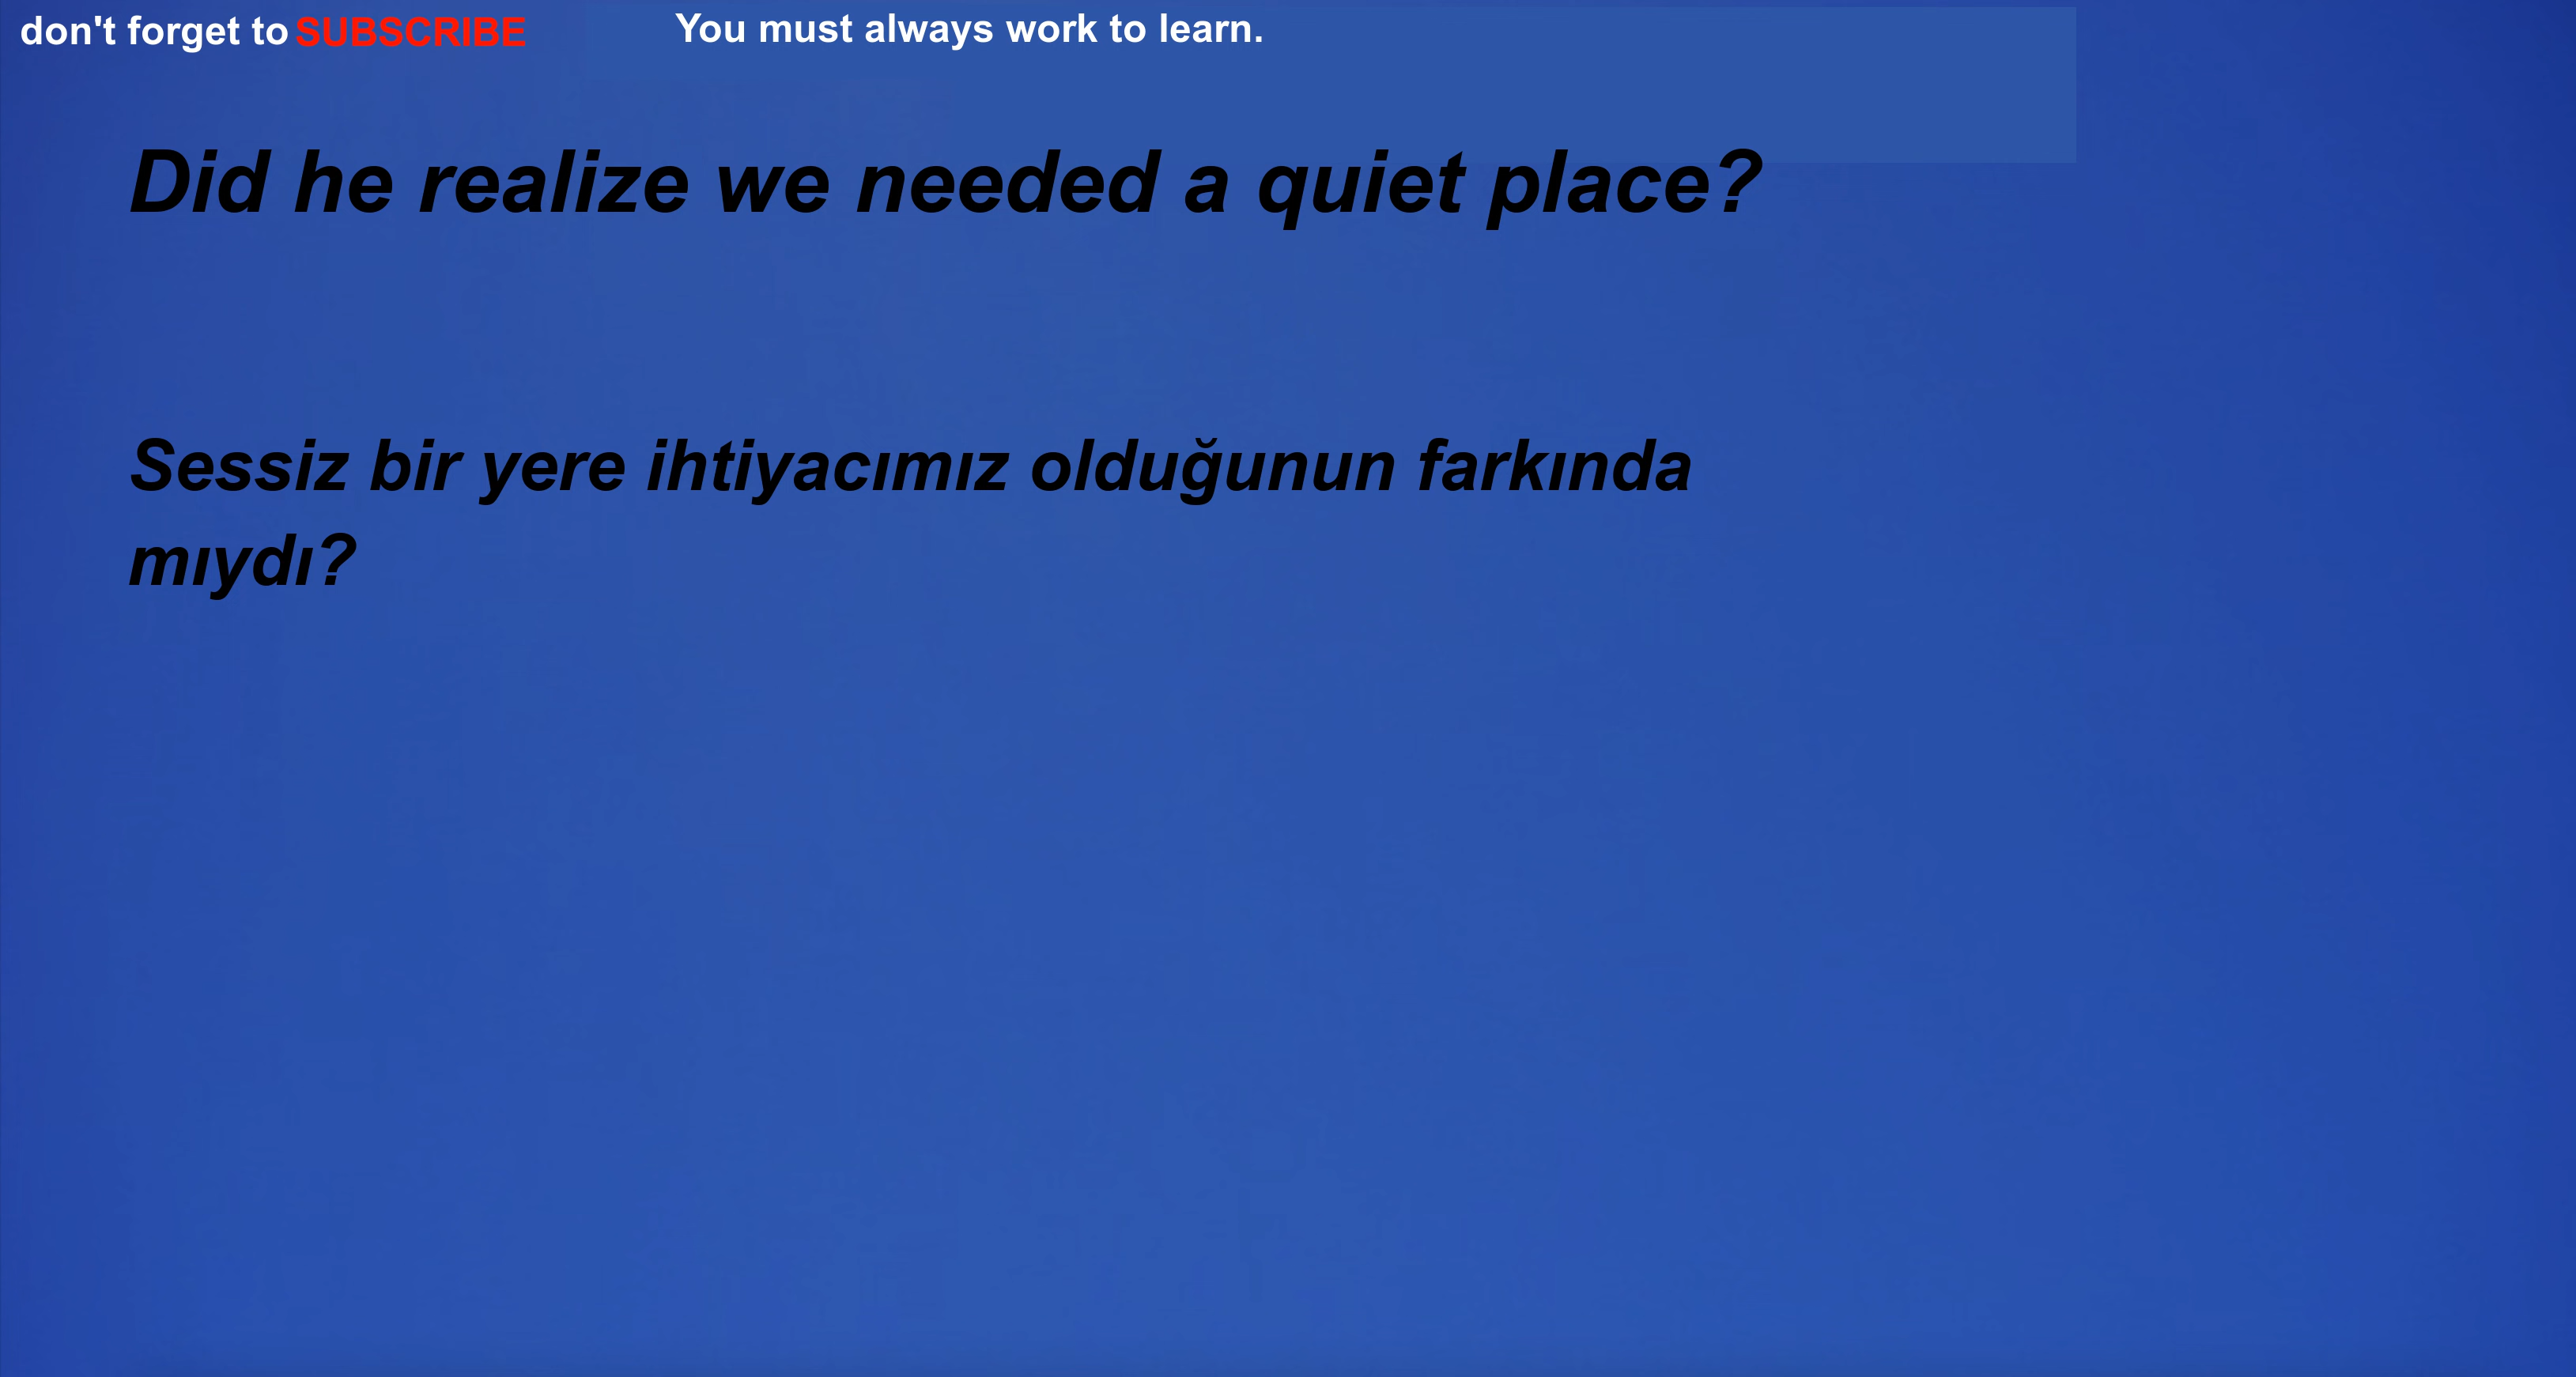 don't forget to SUBSCRIBE
You must always work to learn.
Did he realize we needed a quiet place?
Sessiz bir yere ihtiyacımız olduğunun farkında
mıydı?